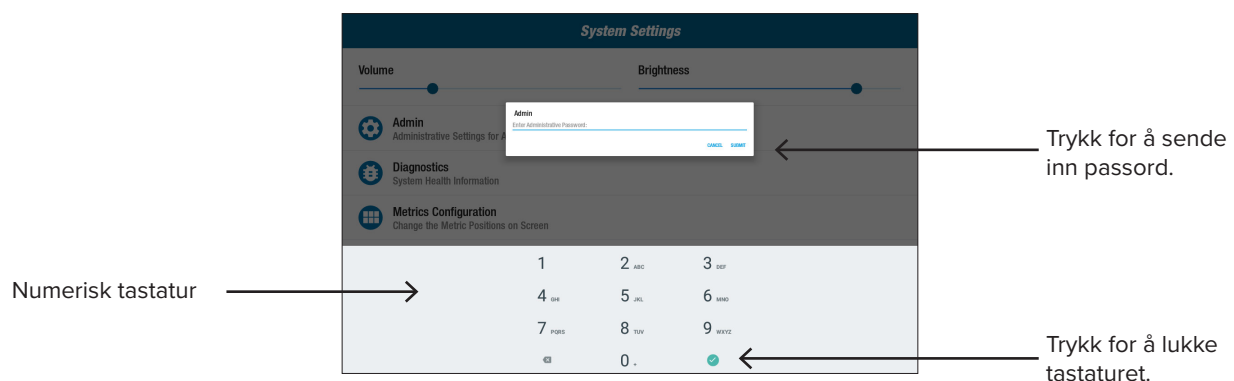 System Settings
Volume Brightness
Admin
Administrative Settings for A
Admin
Enter Administrative Password:
CANCEL SUBMIT
Diagnostics
System Health Information
Metrics Configuration
Change the Metric Positions on Screen
Trykk for å sende
inn passord.
Numerisk tastatur
1 2 ABC 3 DEF
4 GHI 5 JKL 6 MNO
7 PQRS 8 TUV 9 WXYZ
0
Trykk for å lukke
tastaturet.